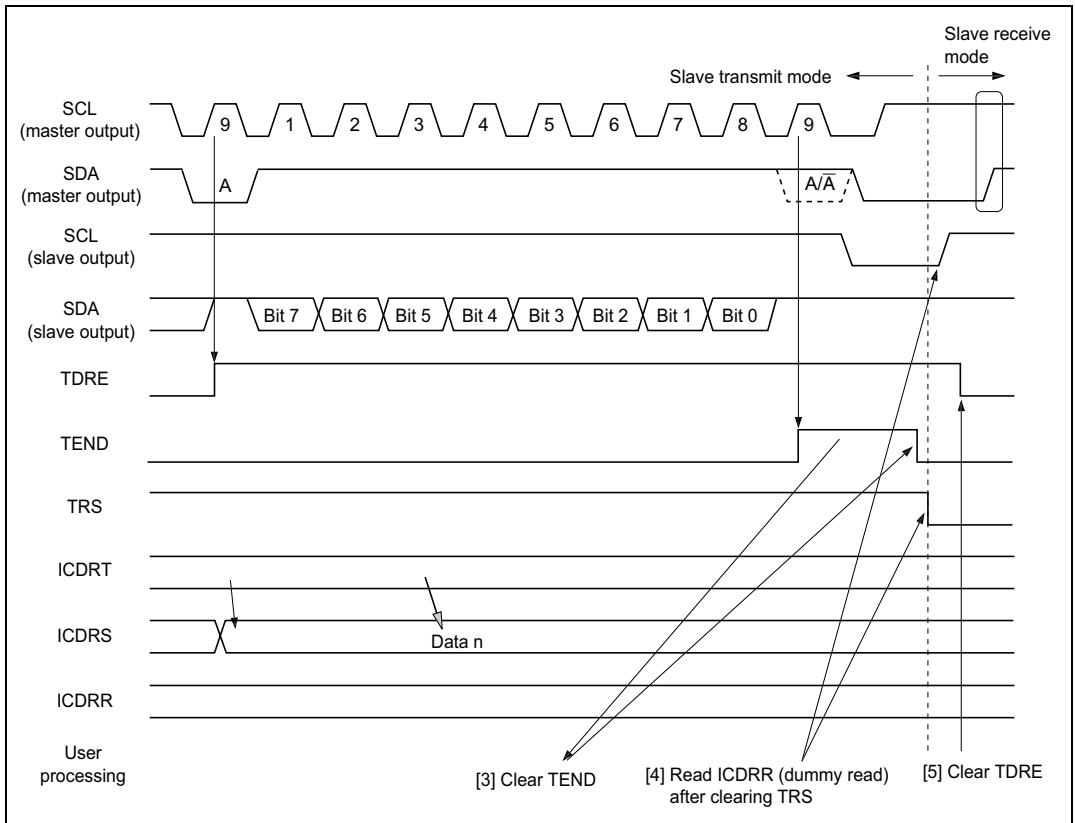 Slave receive
mode
Slave transmit mode
SCL
(master output)
9 1 2 3 4 5 6 7 8 9
SDA
(master output)
A A/A̅
SCL
(slave output)
SDA
(slave output)
Bit 7 Bit 6 Bit 5 Bit 4 Bit 3 Bit 2 Bit 1 Bit 0
TDRE
TEND
TRS
ICDRT
ICDRS
Data n
ICDRR
User
processing
[3] Clear TEND
[4] Read ICDRR (dummy read)
after clearing TRS
[5] Clear TDRE